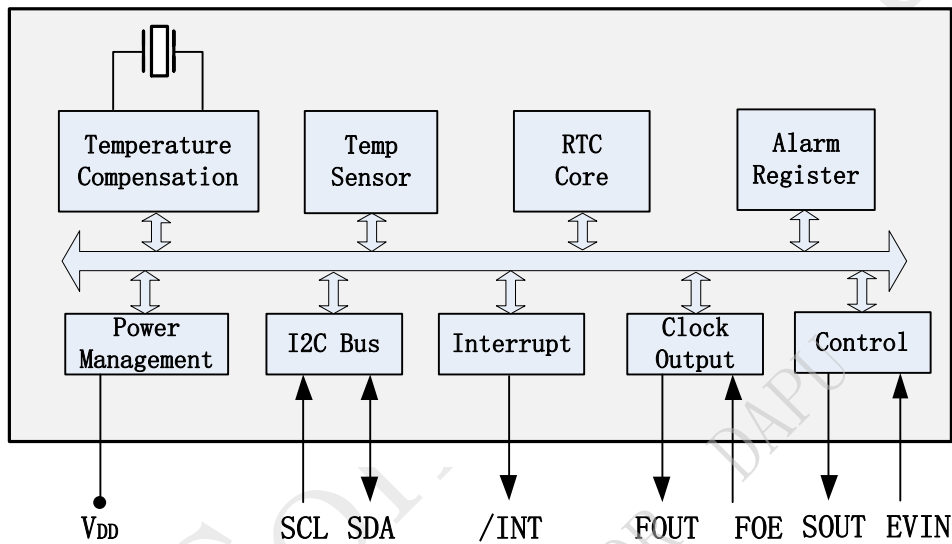 Temperature
Compensation
Temp
Sensor
RTC
Core
Alarm
Register
Power
Management
I2C Bus
Interrupt
Clock
Output
Control
VDD
SCL
SDA
/INT
FOUT
FOE
SOUT
EVIN
DAPU